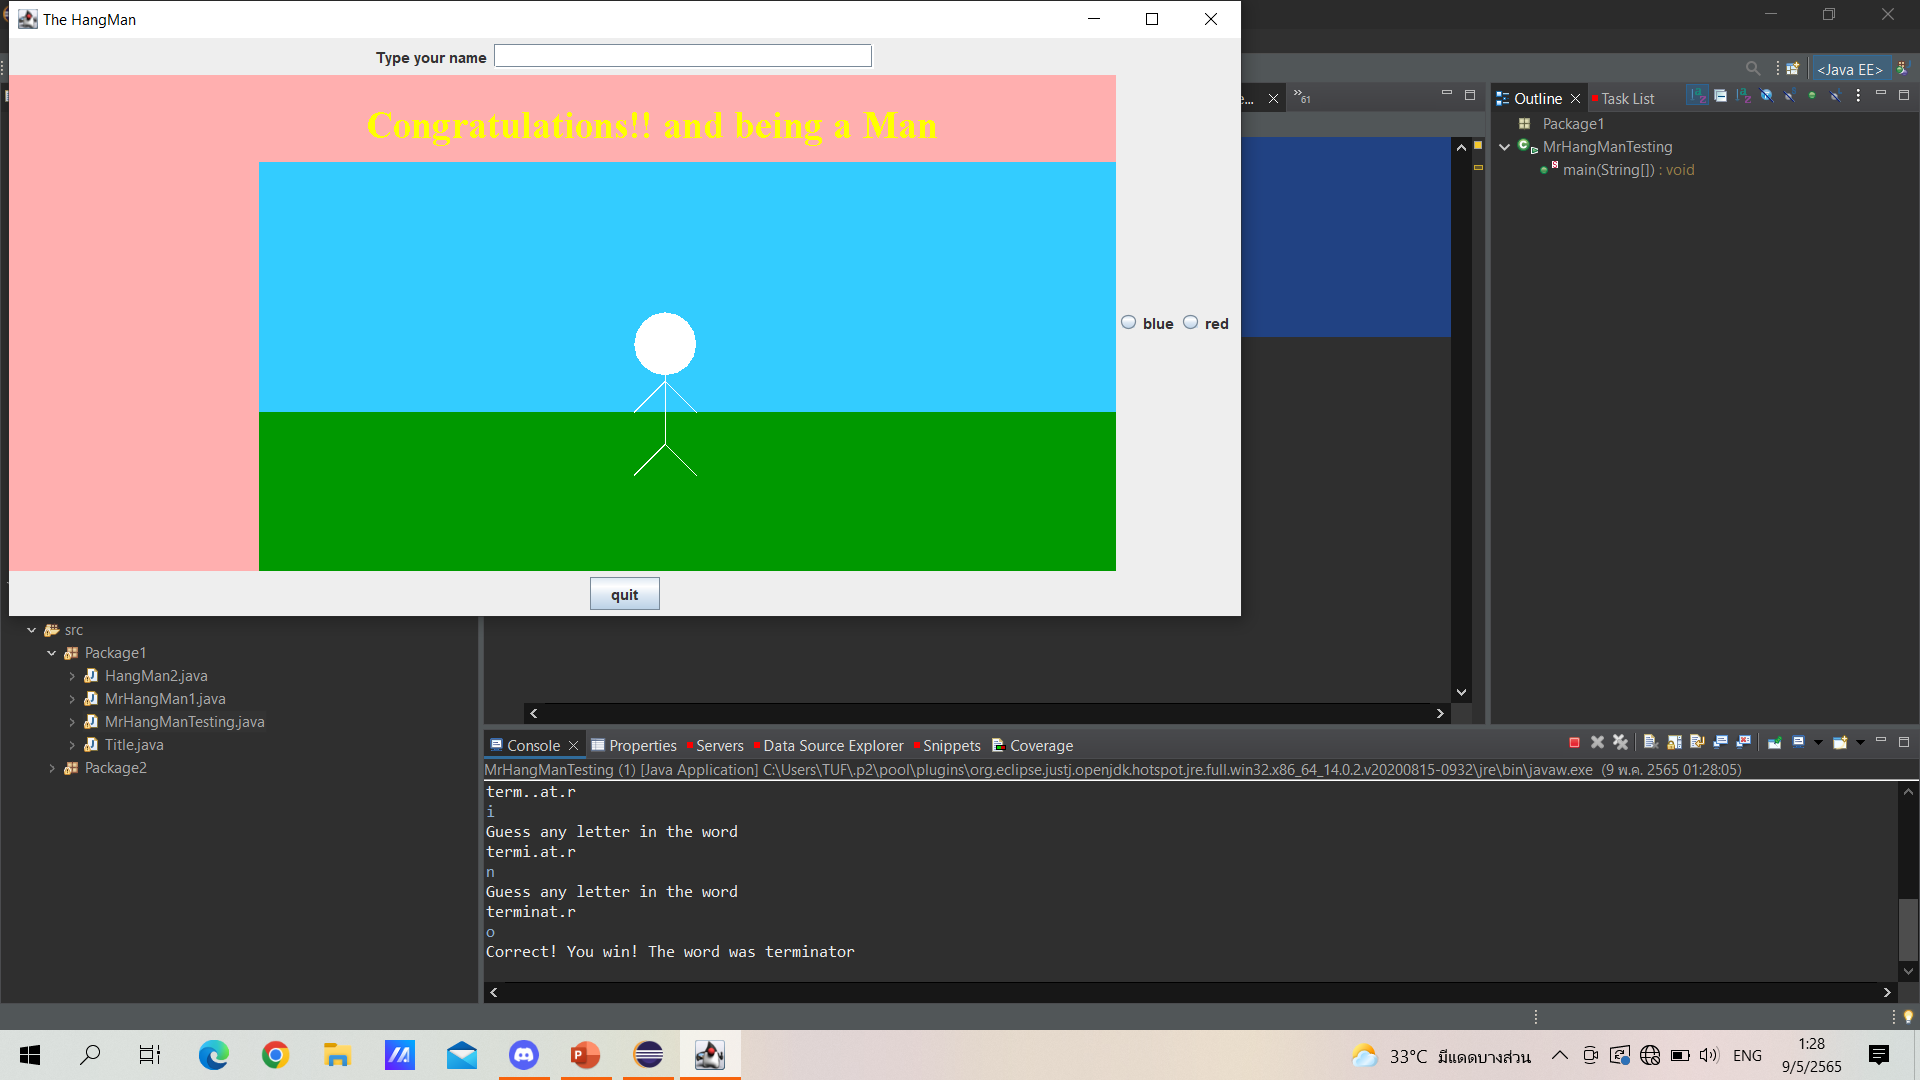 The HangMan
Type your name
<Java EE>
e...
61
Outline
Task List
Congratulations!! and being a Man
Package1
MrHangManTesting
main(String[]) : void
blue
red
quit
src
Package1
HangMan2.java
MrHangMan1.java
MrHangManTesting.java
Title.java
Package2
Console
Properties
Servers
Data Source Explorer
Snippets
Coverage
MrHangManTesting (1) [Java Application] C:\Users\TUF\.p2\pool\plugins\org.eclipse.justj.openjdk.hotspot.jre.full.win32.x86_64_14.0.2.v20200815-0932\jre\bin\javaw.exe (9 พ.ค. 2565 01:28:05)
term..at.r
i
Guess any letter in the word
termi.at.r
n
Guess any letter in the word
terminat.r
o
Correct! You win! The word was terminator
33°C มีแดดบางส่วน
ENG
1:28
9/5/2565